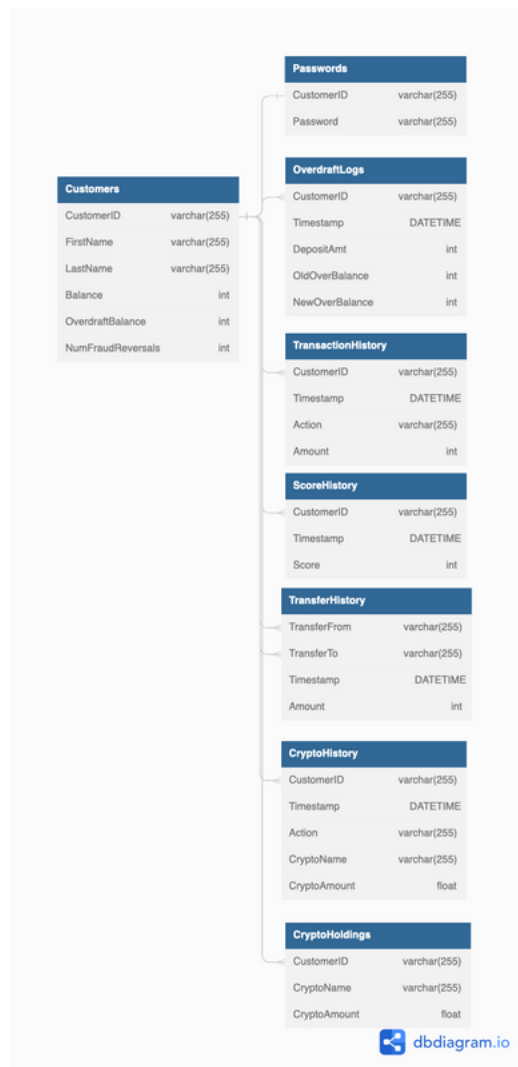 Customers
CustomerID varchar(255)
FirstName varchar(255)
LastName varchar(255)
Balance int
OverdraftBalance int
NumFraudReversals int
Passwords
CustomerID varchar(255)
Password varchar(255)
OverdraftLogs
CustomerID varchar(255)
Timestamp DATETIME
DepositAmt int
OldOverBalance int
NewOverBalance int
TransactionHistory
CustomerID varchar(255)
Timestamp DATETIME
Action varchar(255)
Amount int
ScoreHistory
CustomerID varchar(255)
Timestamp DATETIME
Score int
TransferHistory
TransferFrom varchar(255)
TransferTo varchar(255)
Timestamp DATETIME
Amount int
CryptoHistory
CustomerID varchar(255)
Timestamp DATETIME
Action varchar(255)
CryptoName varchar(255)
CryptoAmount float
CryptoHoldings
CustomerID varchar(255)
CryptoName varchar(255)
CryptoAmount float
dbdiagram.io